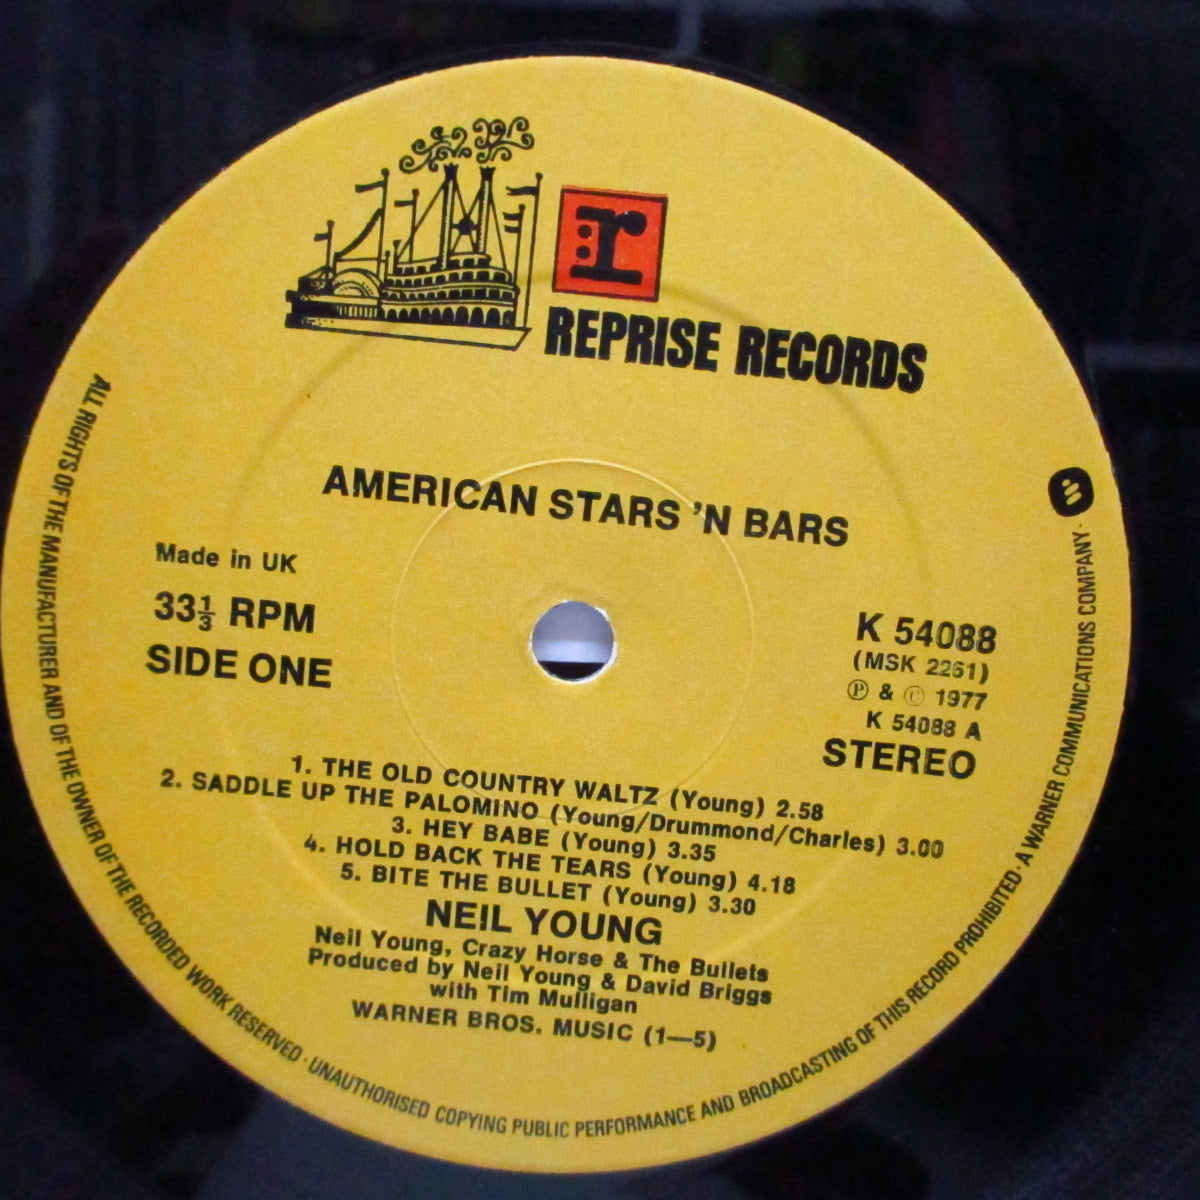 r
REPRISE RECORDS
AMERICAN STARS 'N BARS
Made in UK
33⅓ RPM
SIDE ONE
K 54088
(MSK 2261)
Ⓟ & © 1977
K 54088 A
STEREO
1. THE OLD COUNTRY WALTZ (Young) 2.58
2. SADDLE UP THE PALOMINO (Young/Drummond/Charles) 3.00
3. HEY BABE (Young) 3.35
4. HOLD BACK THE TEARS (Young) 4.18
5. BITE THE BULLET (Young) 3.30
NEIL YOUNG
Neil Young, Crazy Horse & The Bullets
Produced by Neil Young & David Briggs
with Tim Mulligan
WARNER BROS. MUSIC (1—5)
ALL RIGHTS OF THE MANUFACTURER AND OF THE OWNER OF THE RECORDED WORK RESERVED · UNAUTHORISED COPYING PUBLIC PERFORMANCE AND BROADCASTING OF THIS RECORD PROHIBITED · A WARNER COMMUNICATIONS COMPANY ·